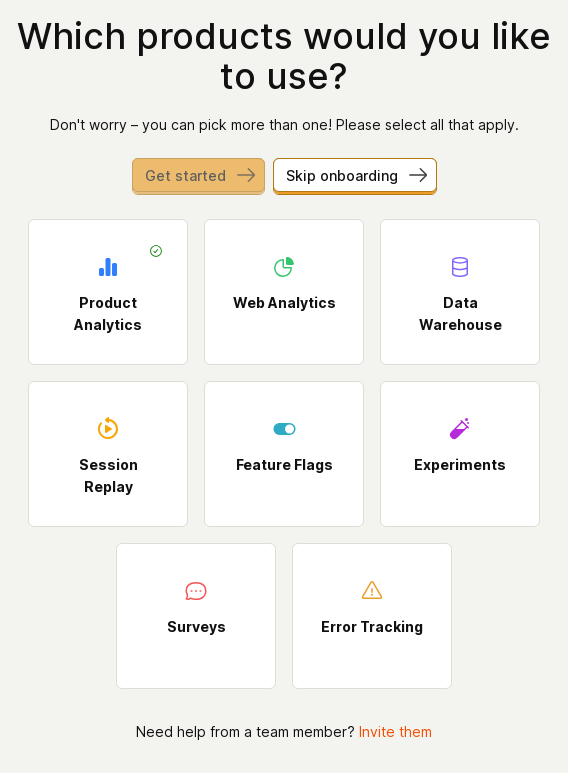 Which products would you like
to use?
Don't worry – you can pick more than one! Please select all that apply.
Get started
Skip onboarding
Product
Analytics
Web Analytics
Data
Warehouse
Session
Replay
Feature Flags
Experiments
Surveys
Error Tracking
Need help from a team member? Invite them